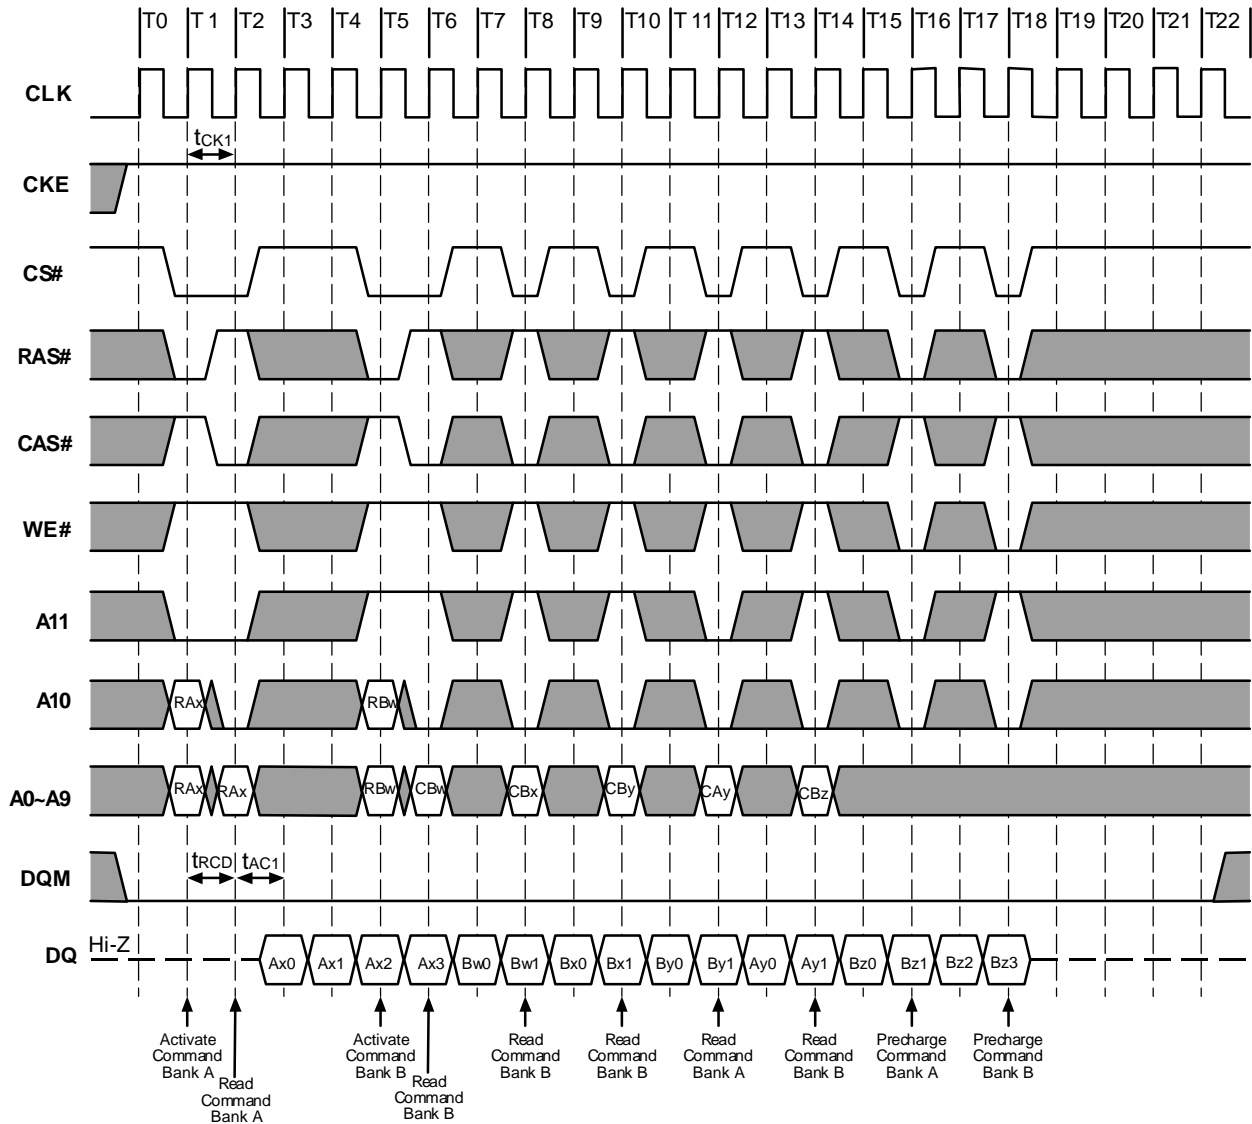 T0 T 1 T2 T3 T4 T5 T6 T7 T8 T9 T10 T 11 T12 T13 T14 T15 T16 T17 T18 T19 T20 T21 T22
CLK
tCK1
CKE
CS#
RAS#
CAS#
WE#
A11
A10
RAx RBw
A0~A9
RAx RAx RBw CBw CBx CBy CAy CBz
tRCD tAC1
DQM
DQ
Hi-Z
Ax0 Ax1 Ax2 Ax3 Bw0 Bw1 Bx0 Bx1 By0 By1 Ay0 Ay1 Bz0 Bz1 Bz2 Bz3
Activate
Command
Bank A
Read
Command
Bank A
Activate
Command
Bank B
Read
Command
Bank B
Read
Command
Bank B
Read
Command
Bank B
Read
Command
Bank A
Read
Command
Bank B
Precharge
Command
Bank A
Precharge
Command
Bank B